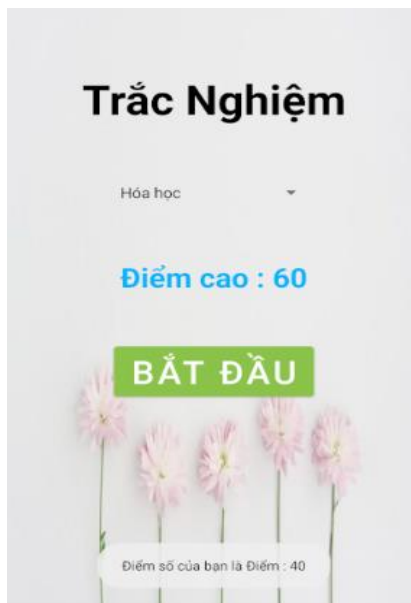 Trắc Nghiệm
Hóa học
Điểm cao : 60
BẮT ĐẦU
Điểm số của bạn là Điểm : 40